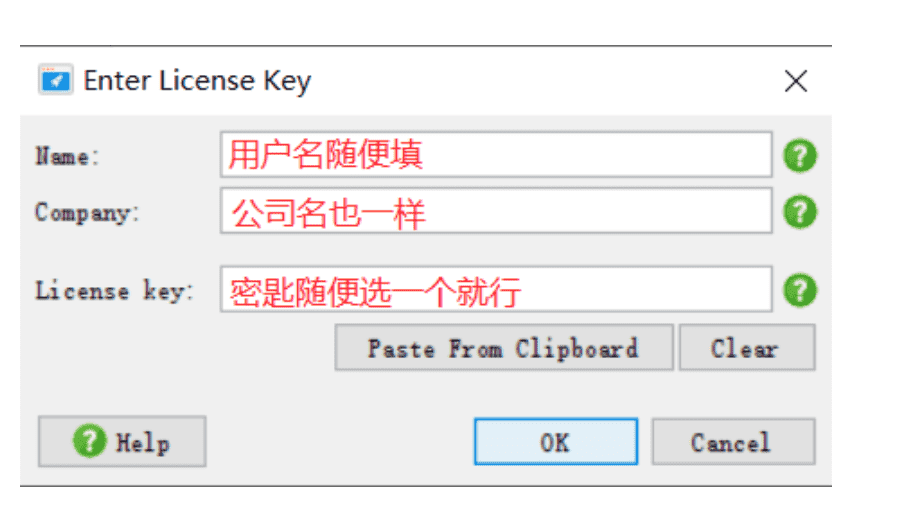 Enter License Key
Name: 用户名随便填
Company: 公司名也一样
License key: 密匙随便选一个就行
Paste From Clipboard Clear
Help OK Cancel